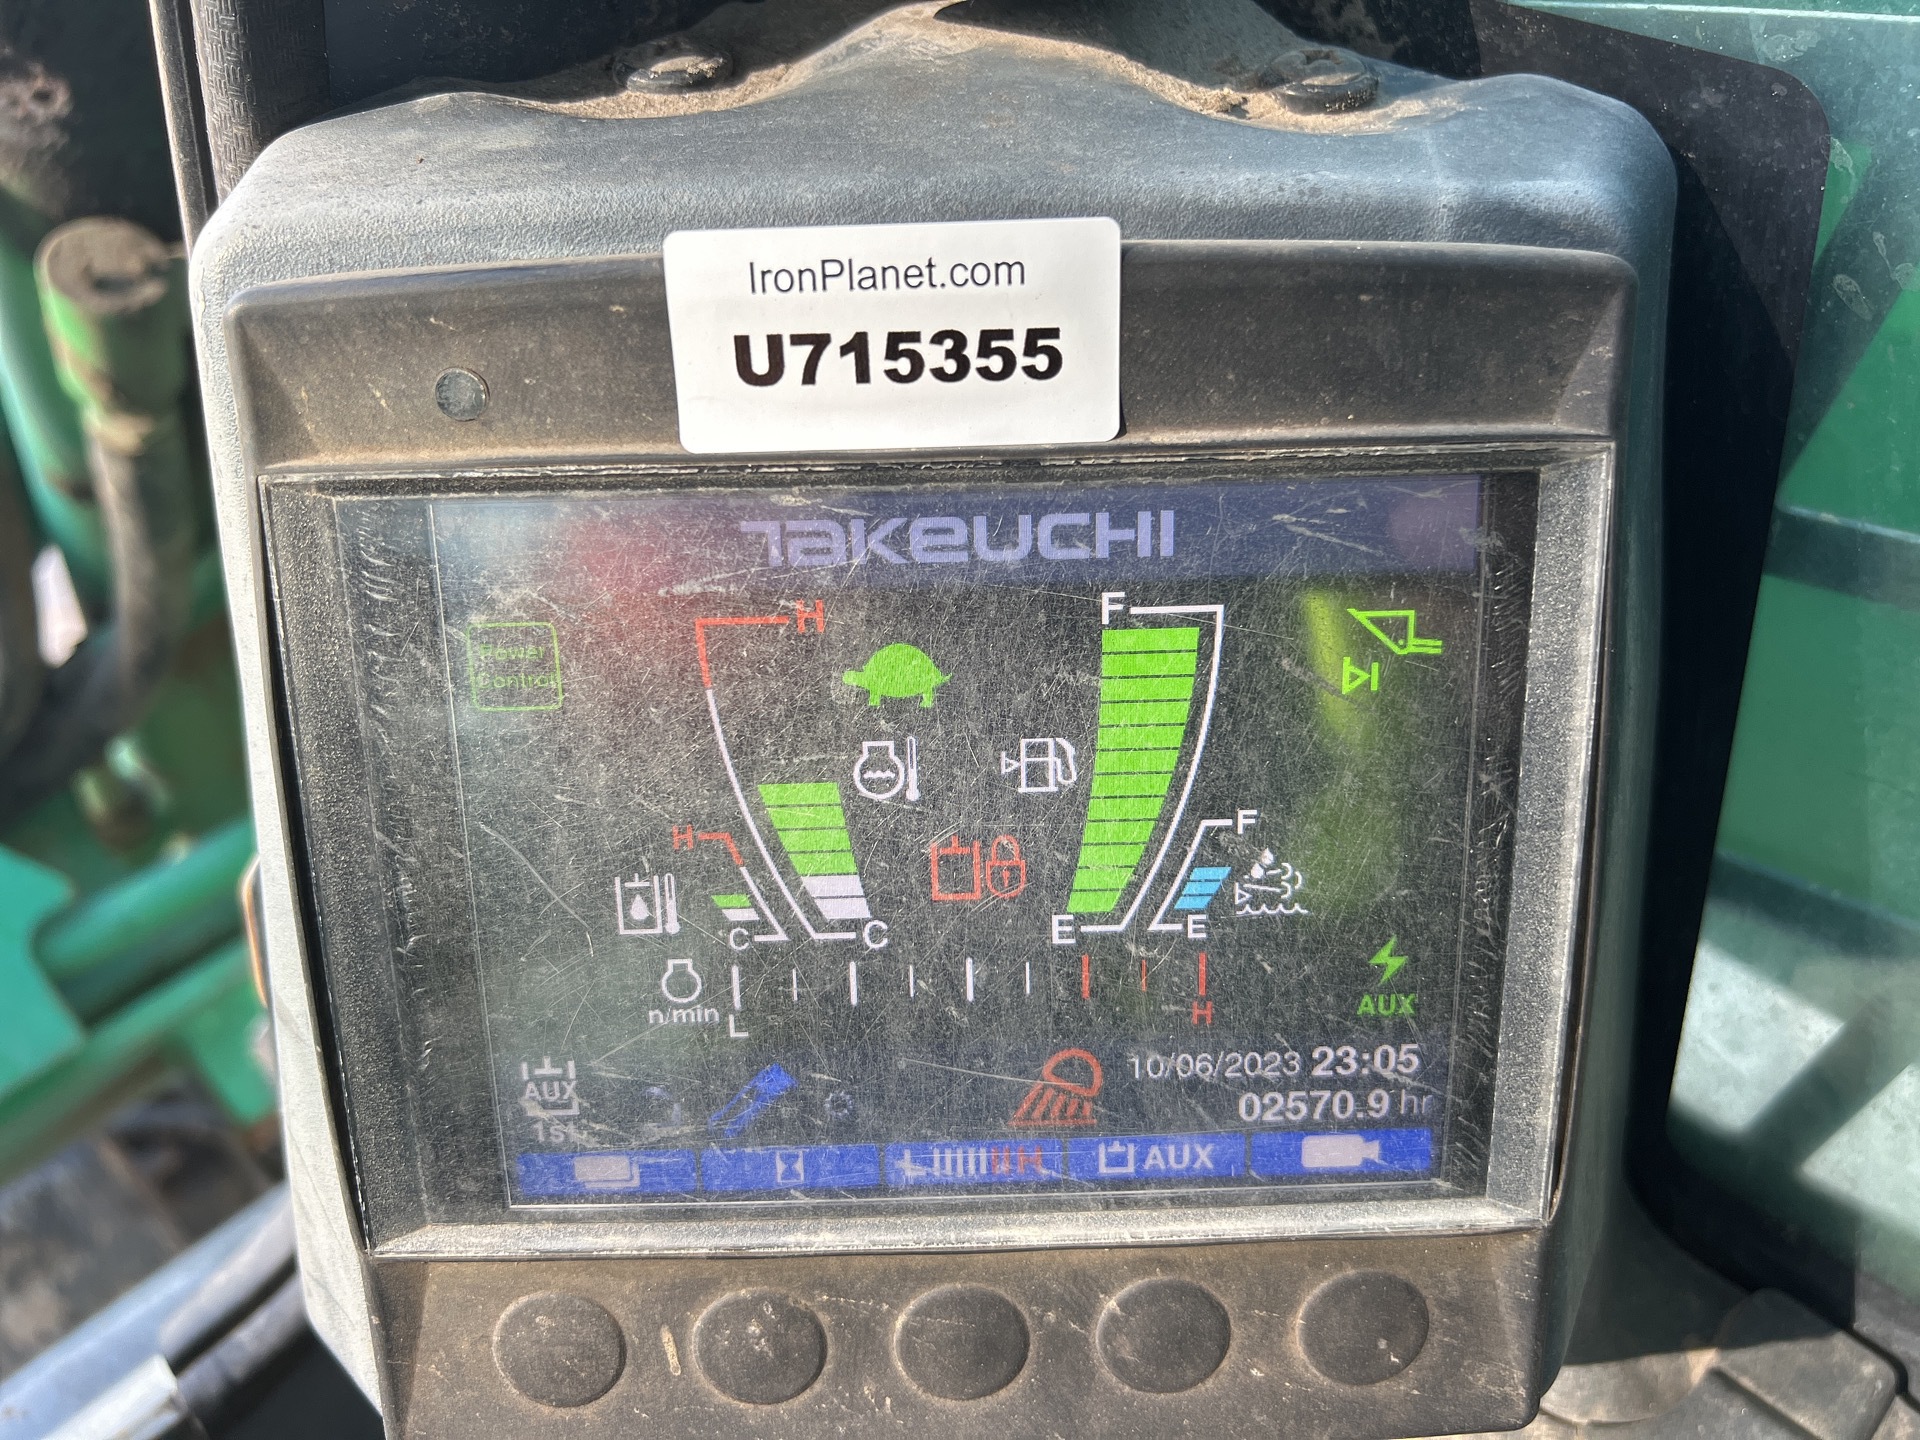 IronPlanet.com
U715355
TAKEUCHI
Power
Control
H
F
H
F
C
C
E
E
n/min
L
H
AUX
AUX
1st
10/06/2023 23:05
02570.9 hr
H
AUX